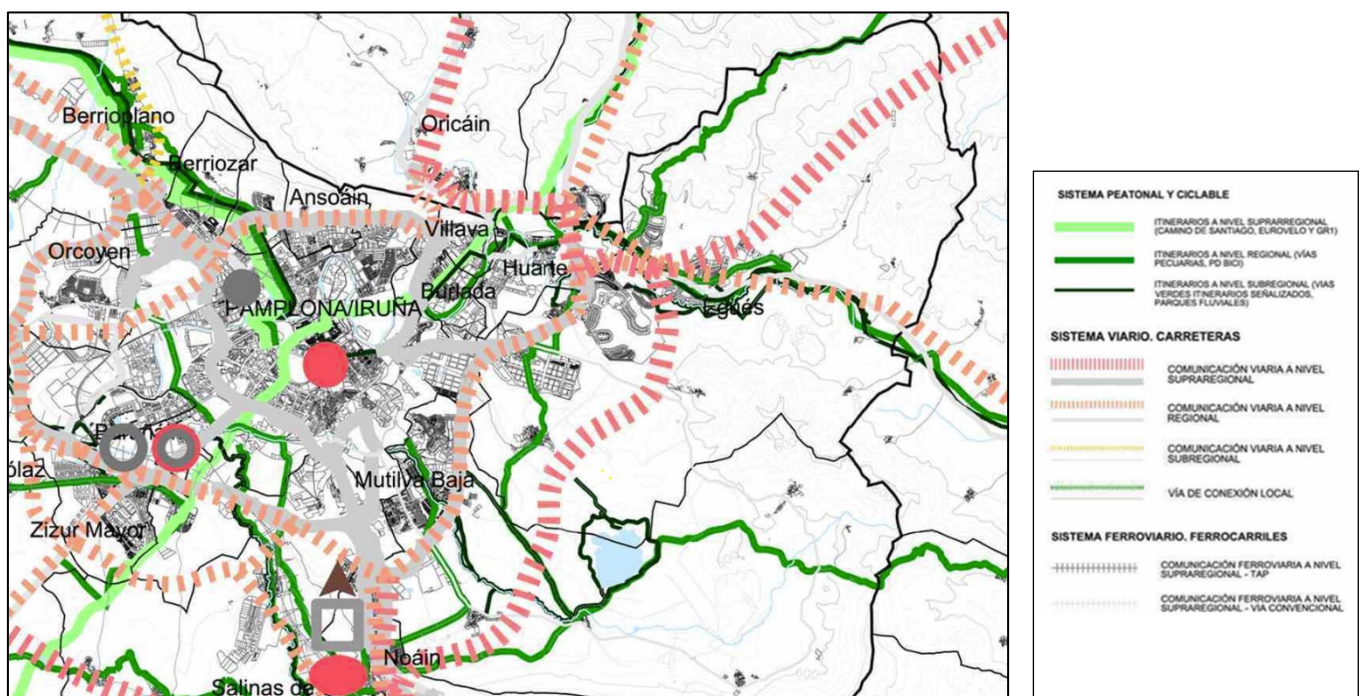 Berrioplano
Oricáin
Berriozar
Ansoáin
Villava
Orcoyen
Huarte
Burlada
Egüés
PAMPLONA/IRUÑA
Mutilva Baja
Zizur Mayor
Noáin
Salinas de
SISTEMA PEATONAL Y CICLABLE
ITINERARIOS A NIVEL SUPRARREGIONAL
(CAMINO DE SANTIAGO, EUROVELO Y GR1)
ITINERARIOS A NIVEL REGIONAL (VÍAS
PECUARIAS, PD BICI)
ITINERARIOS A NIVEL SUBREGIONAL (VIAS
VERDES ITINERARIOS SEÑALIZADOS,
PARQUES FLUVIALES)
SISTEMA VIARIO. CARRETERAS
COMUNICACIÓN VIARIA A NIVEL
SUPRAREGIONAL
COMUNICACIÓN VIARIA A NIVEL
REGIONAL
COMUNICACIÓN VIARIA A NIVEL
SUBREGIONAL
VÍA DE CONEXIÓN LOCAL
SISTEMA FERROVIARIO. FERROCARRILES
COMUNICACIÓN FERROVIARIA A NIVEL
SUPRAREGIONAL - TAP
COMUNICACIÓN FERROVIARIA A NIVEL
SUPRAREGIONAL - VIA CONVENCIONAL